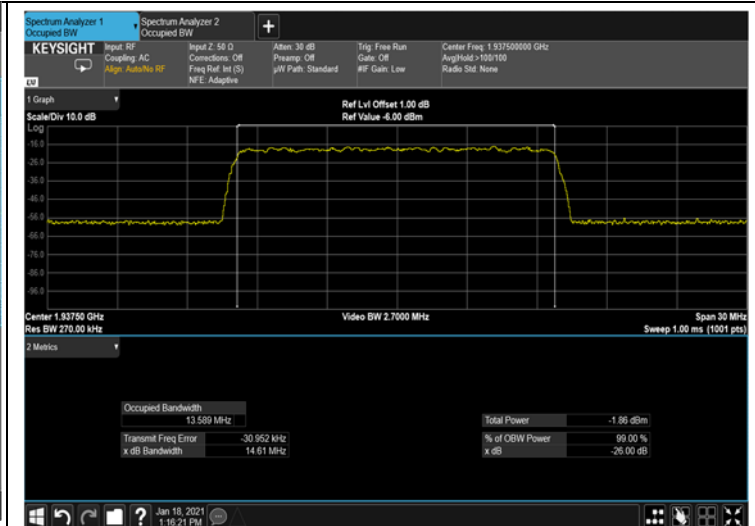 Spectrum Analyzer 1
Occupied BW
Spectrum Analyzer 2
Occupied BW
KEYSIGHT
Input: RF
Coupling: AC
Align: Auto/No RF
Input Z: 50 Ω
Corrections: Off
Freq Ref: Int (S)
NFE: Adaptive
Atten: 30 dB
Preamp: Off
µW Path: Standard
Trig: Free Run
Gate: Off
#IF Gain: Low
Center Freq: 1.937500000 GHz
Avg|Hold:>100/100
Radio Std: None
1 Graph
Scale/Div 10.0 dB
Ref Lvl Offset 1.00 dB
Ref Value -6.00 dBm
Log
-16.0
-26.0
-36.0
-46.0
-56.0
-66.0
-76.0
-86.0
-96.0
Center 1.93750 GHz
Res BW 270.00 kHz
Video BW 2.7000 MHz
Span 30 MHz
Sweep 1.00 ms (1001 pts)
2 Metrics
Occupied Bandwidth
13.589 MHz
Transmit Freq Error -30.952 kHz
x dB Bandwidth 14.61 MHz
Total Power -1.86 dBm
% of OBW Power 99.00 %
x dB -26.00 dB
?
Jan 18, 2021
1:16:21 PM